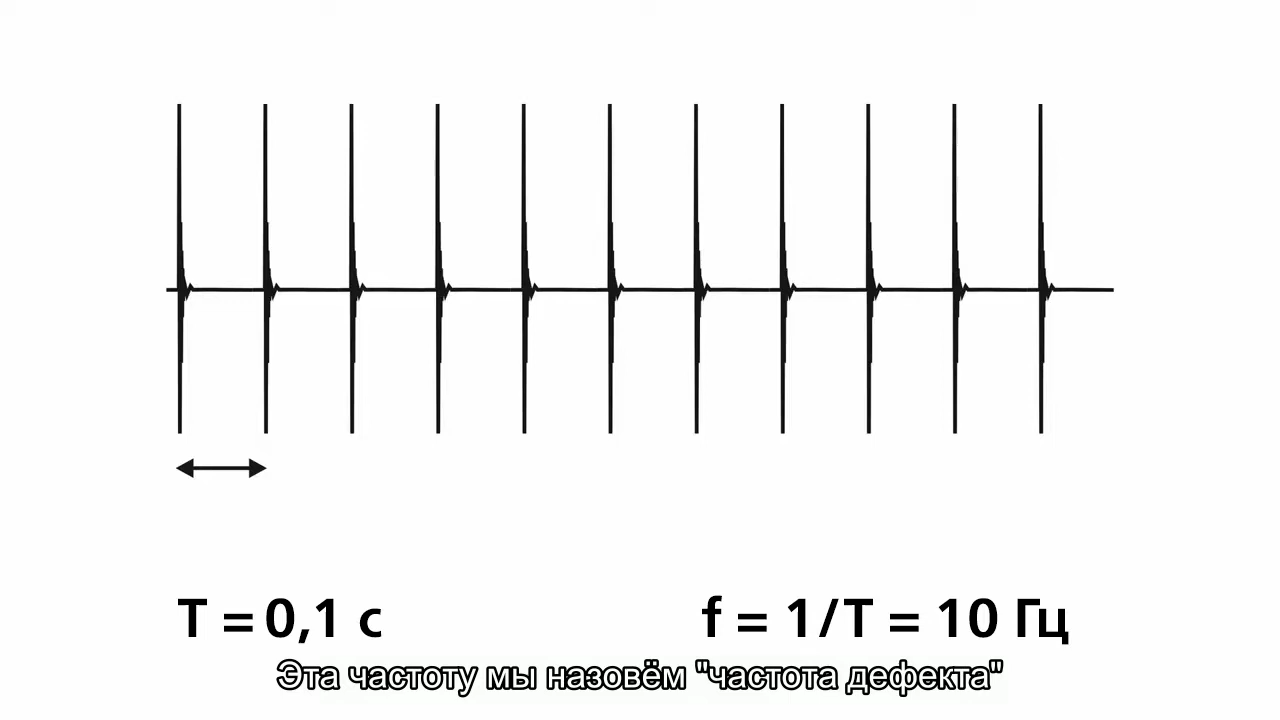 T = 0,1 с
f = 1/T = 10 Гц
Эта частоту мы назовём "частота дефекта"